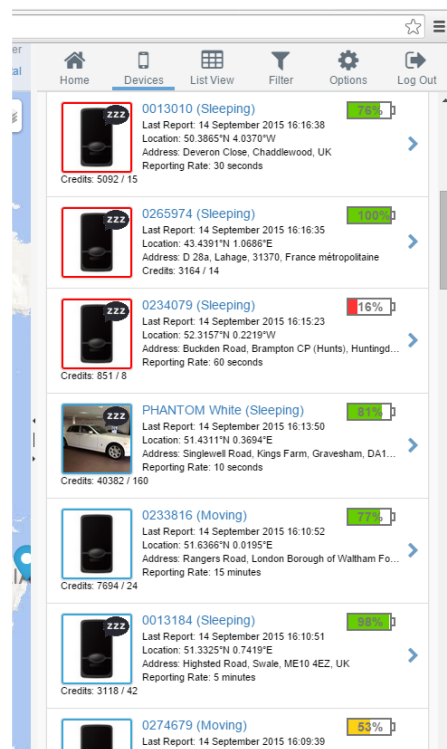 er
al
Home Devices List View Filter Options Log Out
zzz
0013010 (Sleeping)
76%
Last Report: 14 September 2015 16:16:38
Location: 50.3865°N 4.0370°W
Address: Deveron Close, Chaddlewood, UK
Reporting Rate: 30 seconds
Credits: 5092 / 15
zzz
0265974 (Sleeping)
100%
Last Report: 14 September 2015 16:16:35
Location: 43.4391°N 1.0686°E
Address: D 28a, Lahage, 31370, France métropolitaine
Credits: 3164 / 14
zzz
0234079 (Sleeping)
16%
Last Report: 14 September 2015 16:15:23
Location: 52.3157°N 0.2219°W
Address: Buckden Road, Brampton CP (Hunts), Huntingd...
Reporting Rate: 60 seconds
Credits: 851 / 8
zzz
PHANTOM White (Sleeping)
81%
Last Report: 14 September 2015 16:13:50
Location: 51.4311°N 0.3694°E
Address: Singlewell Road, Kings Farm, Gravesham, DA1...
Reporting Rate: 10 seconds
Credits: 40382 / 160
0233816 (Moving)
77%
Last Report: 14 September 2015 16:10:52
Location: 51.6366°N 0.0195°E
Address: Rangers Road, London Borough of Waltham Fo...
Reporting Rate: 15 minutes
Credits: 7694 / 24
zzz
0013184 (Sleeping)
98%
Last Report: 14 September 2015 16:10:51
Location: 51.3325°N 0.7419°E
Address: Highsted Road, Swale, ME10 4EZ, UK
Reporting Rate: 5 minutes
Credits: 3118 / 42
0274679 (Moving)
53%
Last Report: 14 September 2015 16:09:39